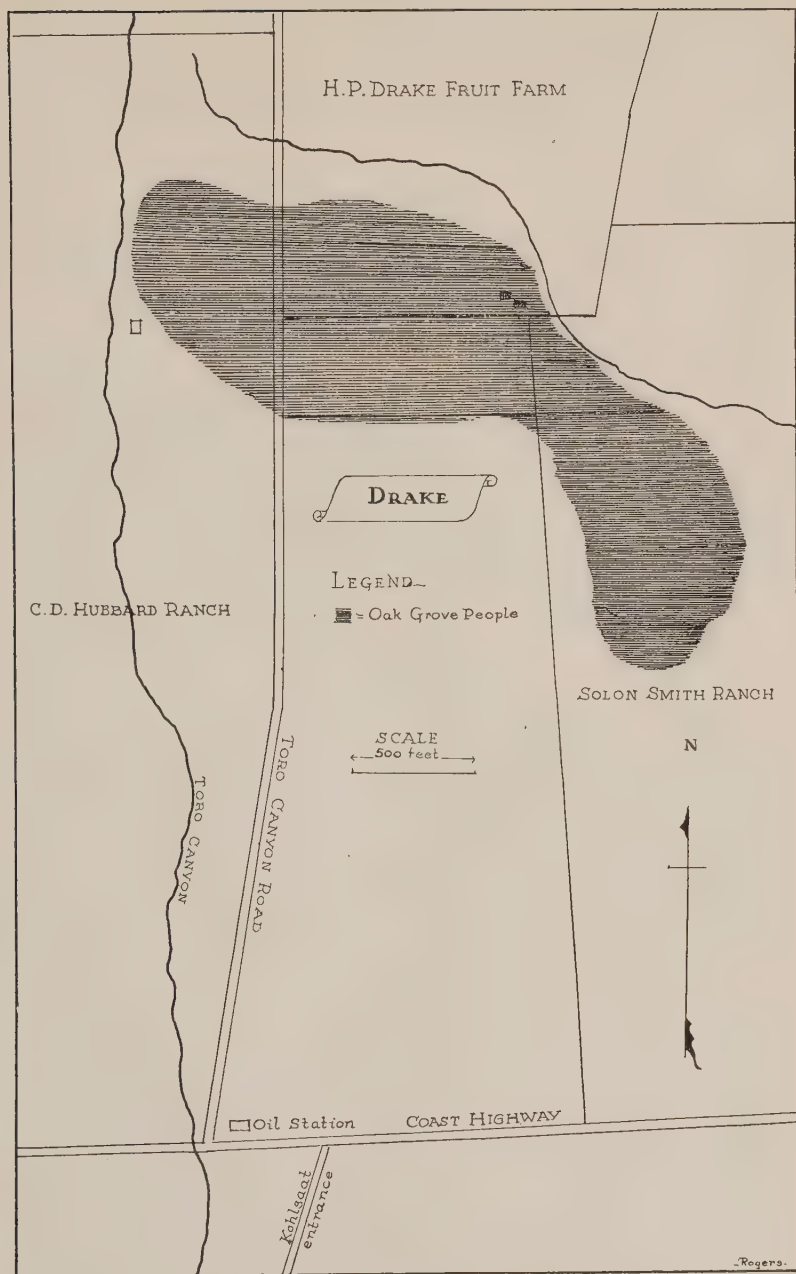 H.P. DRAKE FRUIT FARM
DRAKE
LEGEND
= Oak Grove People
C.D. HUBBARD RANCH
SOLON SMITH RANCH
SCALE
500 feet
N
TORO CANYON
TORO CANYON ROAD
Oil Station
COAST HIGHWAY
Kohlsaat
entrance
-Rogers-